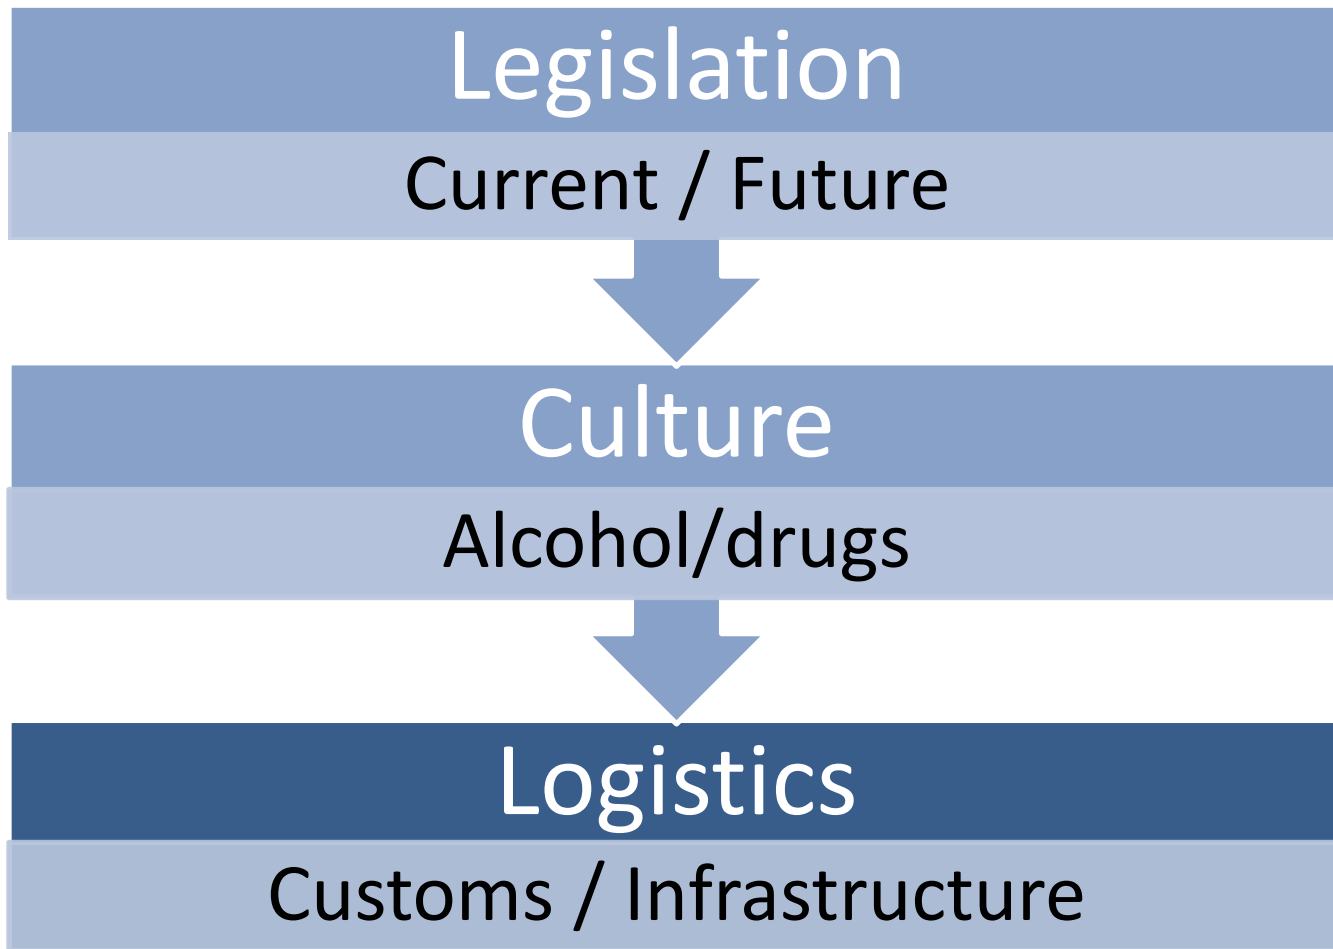 Legislation
Current / Future
Culture
Alcohol/drugs
Logistics
Customs / Infrastructure